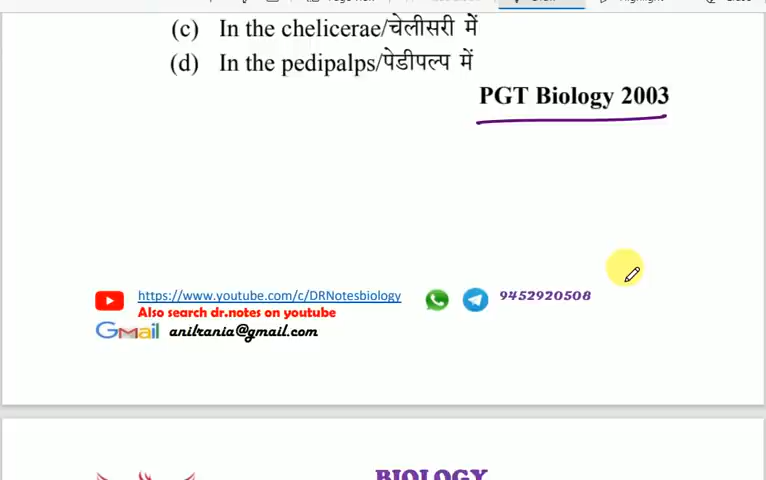 (c) In the chelicerae/चेलीसरी में
(d) In the pedipalps/पेडीपल्प में
PGT Biology 2003
https://www.youtube.com/c/DRNotesbiology
9452920508
Also search dr.notes on youtube
Gmail anilrania@gmail.com
BIOLOGY